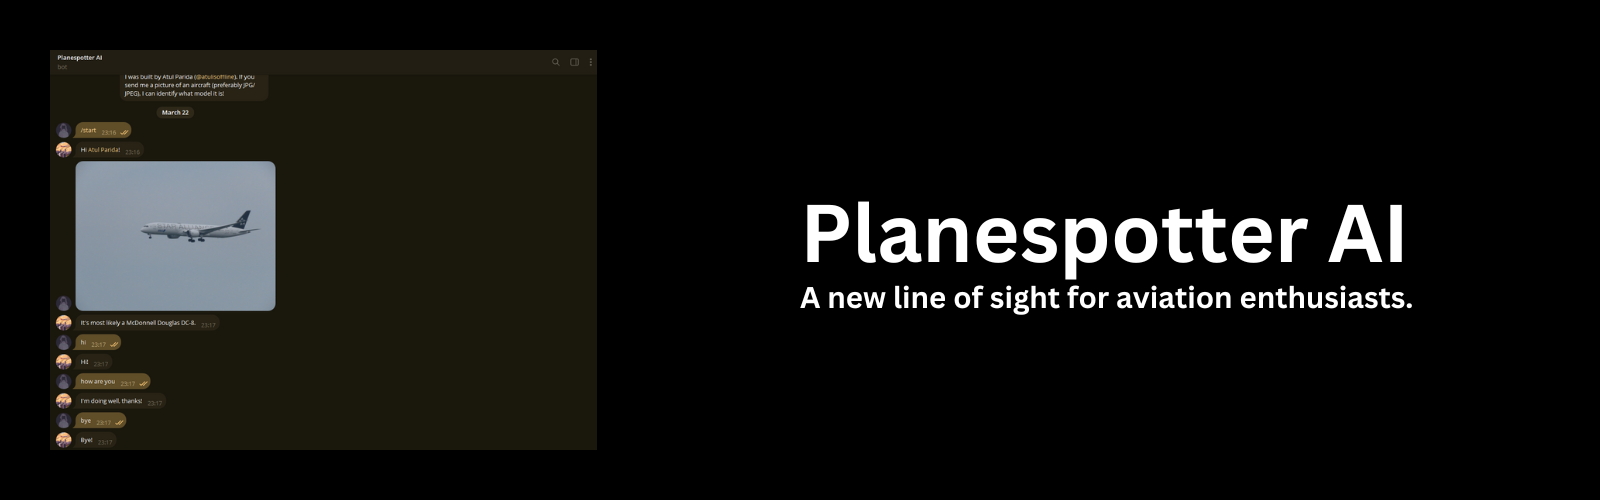 Planespotter AI
bot
I was built by Atul Parida (@atulisoffline). If you
send me a picture of an aircraft (preferably JPG/
JPEG), I can identify what model it is!
March 22
/start 23:16
Hi Atul Parida! 23:16
It's most likely a McDonnell Douglas DC-8. 23:17
hi 23:17
Hi! 23:17
how are you 23:17
I'm doing well, thanks! 23:17
bye 23:17
Bye! 23:17
Planespotter AI
A new line of sight for aviation enthusiasts.